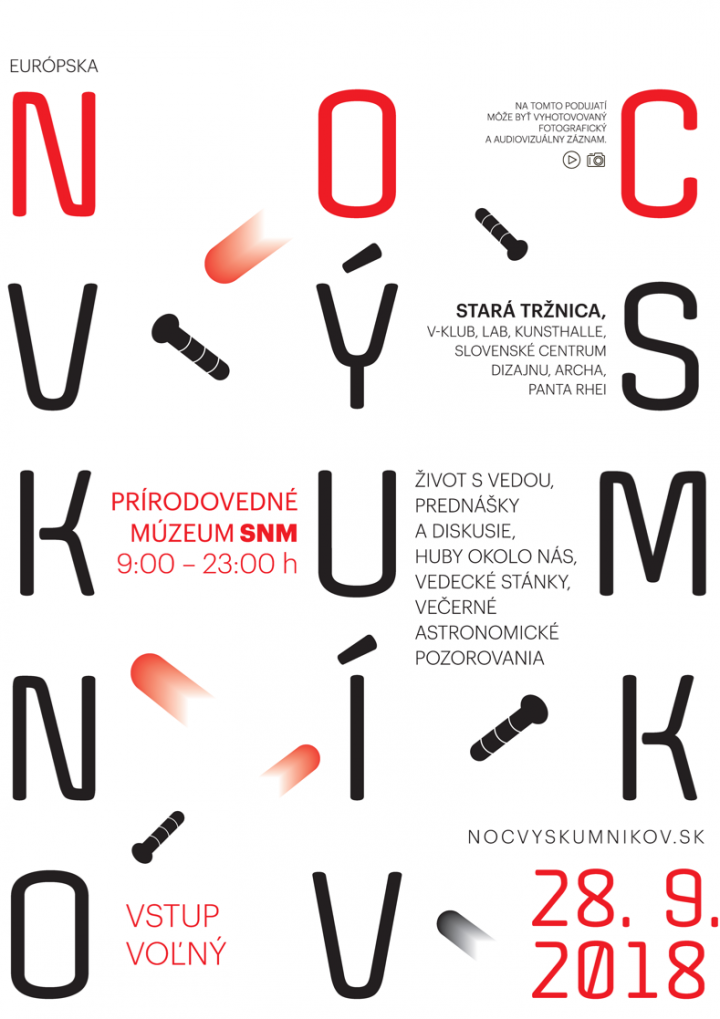 EURÓPSKA
N O C
NA TOMTO PODUJATÍ
MÔŽE BYŤ VYHOTOVOVANÝ
FOTOGRAFICKÝ
A AUDIOVIZUÁLNY ZÁZNAM.
V Ý S
STARÁ TRŽNICA,
V-KLUB, LAB, KUNSTHALLE,
SLOVENSKÉ CENTRUM
DIZAJNU, ARCHA,
PANTA RHEI
K U M
PRÍRODOVEDNÉ
MÚZEUM SNM
9:00 – 23:00 h
ŽIVOT S VEDOU,
PREDNÁŠKY
A DISKUSIE,
HUBY OKOLO NÁS,
VEDECKÉ STÁNKY,
VEČERNÉ
ASTRONOMICKÉ
POZOROVANIA
N Í K
NOCVYSKUMNIKOV.SK
O V
VSTUP
VOĽNÝ
28. 9.
2018